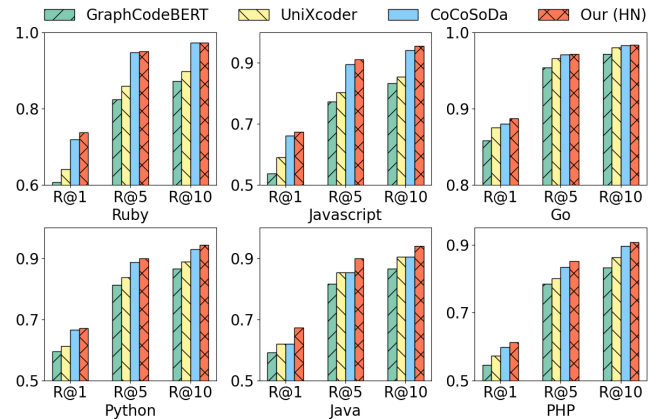 GraphCodeBERT UniXcoder CoCoSoDa Our (HN)
1.0
0.8
0.6
R@1 R@5 R@10
Ruby
0.9
0.7
0.5
R@1 R@5 R@10
Javascript
1.0
0.9
0.8
R@1 R@5 R@10
Go
0.9
0.7
0.5
R@1 R@5 R@10
Python
0.9
0.7
0.5
R@1 R@5 R@10
Java
0.9
0.7
0.5
R@1 R@5 R@10
PHP